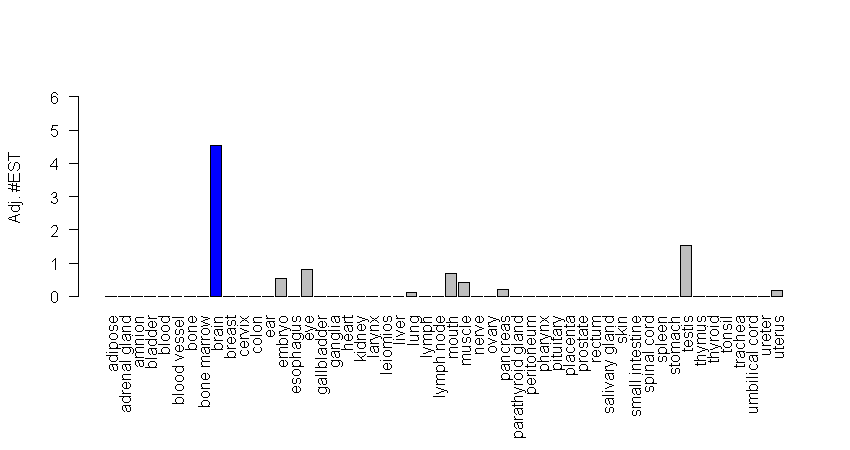 Adj. #EST
6
5
4
3
2
1
0
adipose
adrenal gland
amnion
bladder
blood
blood vessel
bone
bone marrow
brain
breast
cervix
colon
ear
embryo
esophagus
eye
gallbladder
ganglia
heart
kidney
larynx
leiomios
liver
lung
lymph
lymph node
mouth
muscle
nerve
ovary
pancreas
parathyroid gland
peritoneum
pharynx
pituitary
placenta
prostate
rectum
salivary gland
skin
small intestine
spinal cord
spleen
stomach
testis
thymus
thyroid
tonsil
trachea
umbilical cord
ureter
uterus